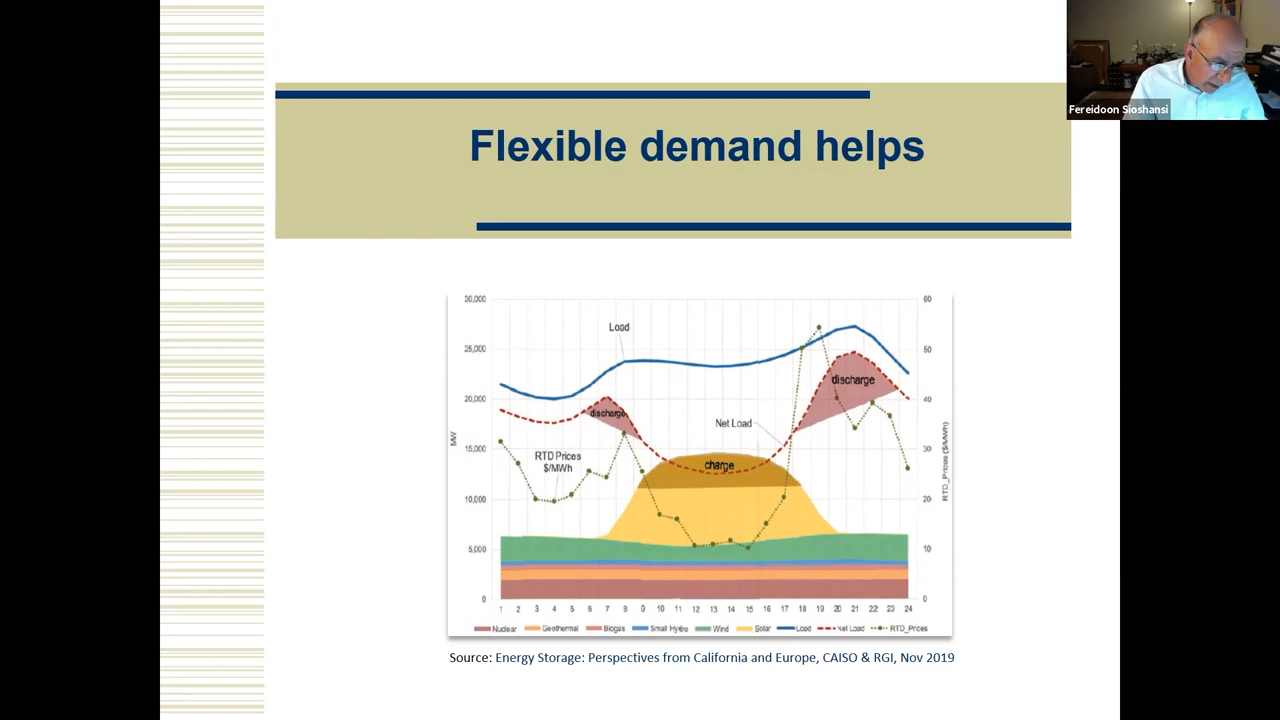 Fereidoon Sioshansi
Flexible demand helps
30,000
25,000
20,000
15,000
10,000
5,000
0
MW
60
50
40
30
20
10
0
RTD_Prices ($/MWh)
Load
discharge
discharge
Net Load
RTD Prices
$/MWh
charge
1 2 3 4 5 6 7 8 9 10 11 12 13 14 15 16 17 18 19 20 21 22 23 24
Nuclear Geothermal Biogas Small Hydro Wind Solar Load Net Load RTD_Prices
Source: Energy Storage: Perspectives from California and Europe, CAISO & RGI, Nov 2019